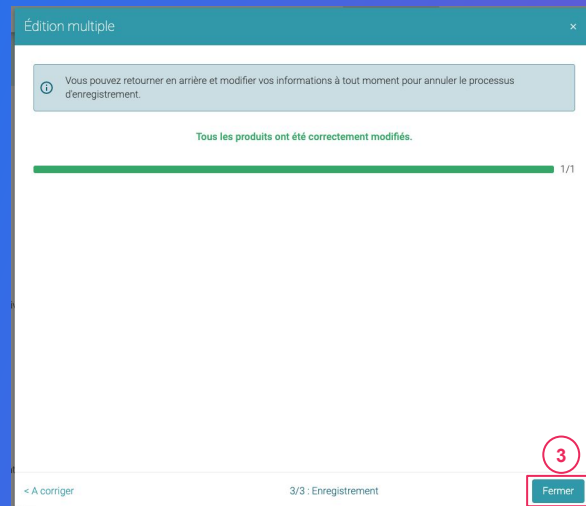 Édition multiple ×
Vous pouvez retourner en arrière et modifier vos informations à tout moment pour annuler le processus
d'enregistrement.
Tous les produits ont été correctement modifiés.
1/1
3
< A corriger 3/3 : Enregistrement Fermer